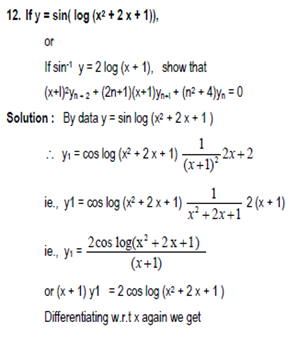 12. If y = sin( log (x² + 2 x + 1)),
or
If sin⁻¹ y = 2 log (x + 1), show that
(x+1)²yₙ₊₂ + (2n+1)(x+1)yₙ₊₁ + (n² + 4)yₙ = 0
Solution : By data y = sin log (x² + 2 x + 1 )
∴ y₁ = cos log (x² + 2 x + 1) 1/(x+1)² 2x + 2
ie., y1 = cos log (x² + 2 x + 1) 1/(x² + 2x + 1) 2 (x + 1)
ie., y₁ = 2cos log(x² + 2x + 1)/(x+1)
or (x + 1) y1 = 2 cos log (x² + 2 x + 1 )
Differentiating w.r.t x again we get